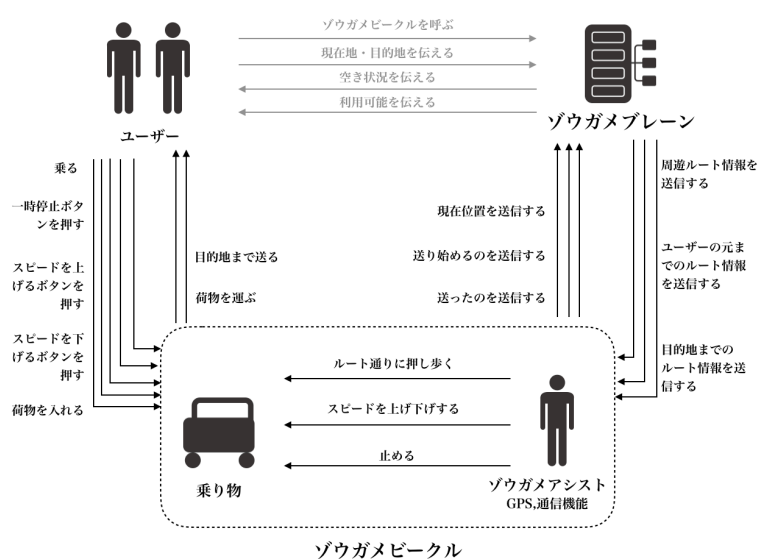 ゾウガメビークルを呼ぶ
現在地・目的地を伝える
空き状況を伝える
利用可能を伝える
ユーザー
ゾウガメブレーン
乗る
一時停止ボタ
ンを押す
スピードを上
げるボタンを
押す
スピードを下
げるボタンを
押す
荷物を入れる
目的地まで送る
荷物を運ぶ
現在位置を送信する
送り始めるのを送信する
送ったのを送信する
周遊ルート情報を
送信する
ユーザーの元ま
でのルート情報
を送信する
目的地までの
ルート情報を送
信する
ルート通りに押し歩く
スピードを上げ下げする
止める
乗り物
ゾウガメアシスト
GPS,通信機能
ゾウガメビークル